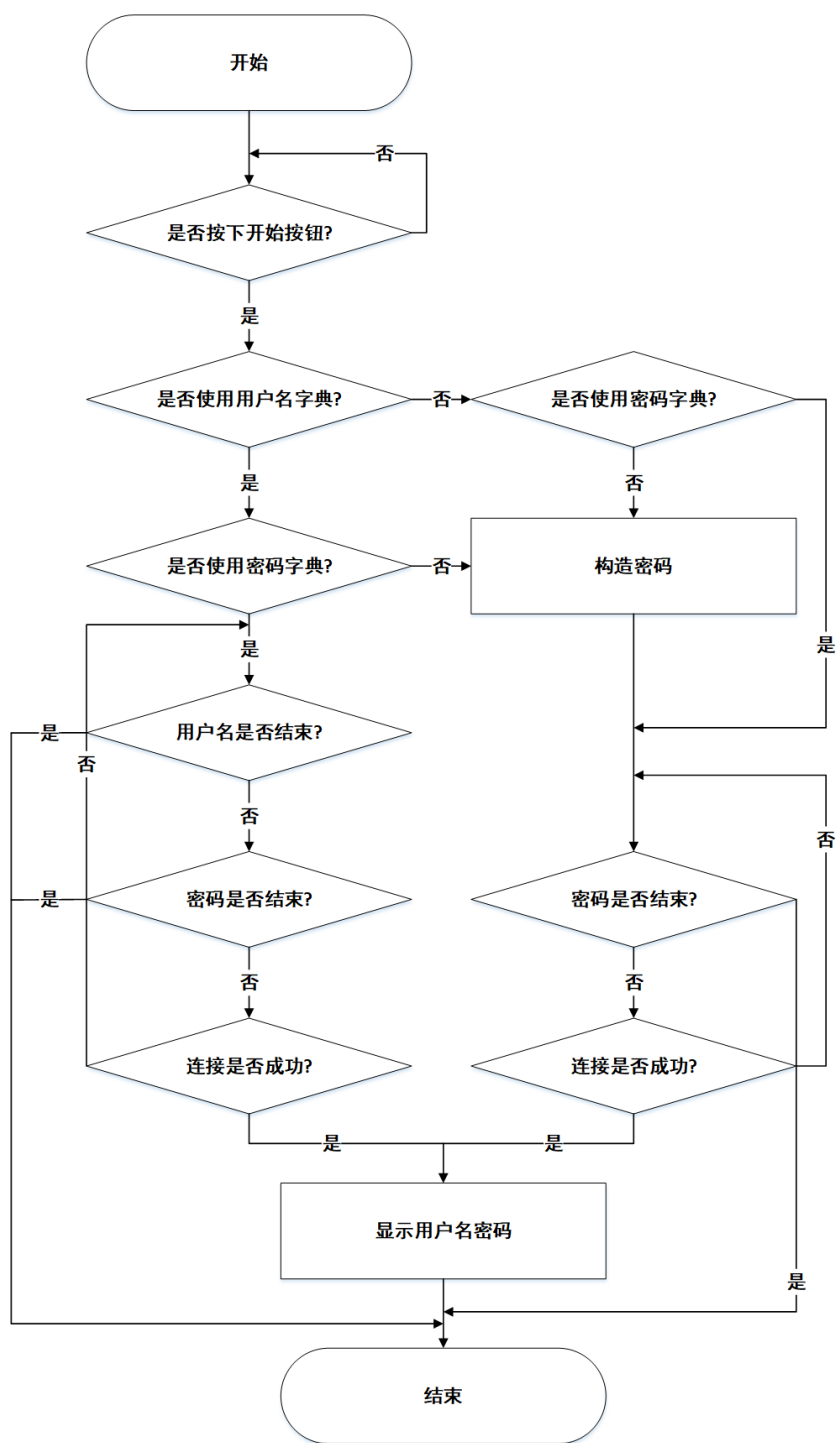 开始
否
是否按下开始按钮?
是
是否使用用户名字典?
否
是否使用密码字典?
是
否
是否使用密码字典?
否
构造密码
是
是
用户名是否结束?
是
否
否
否
密码是否结束?
是
密码是否结束?
否
否
连接是否成功?
连接是否成功?
是
是
显示用户名密码
是
结束